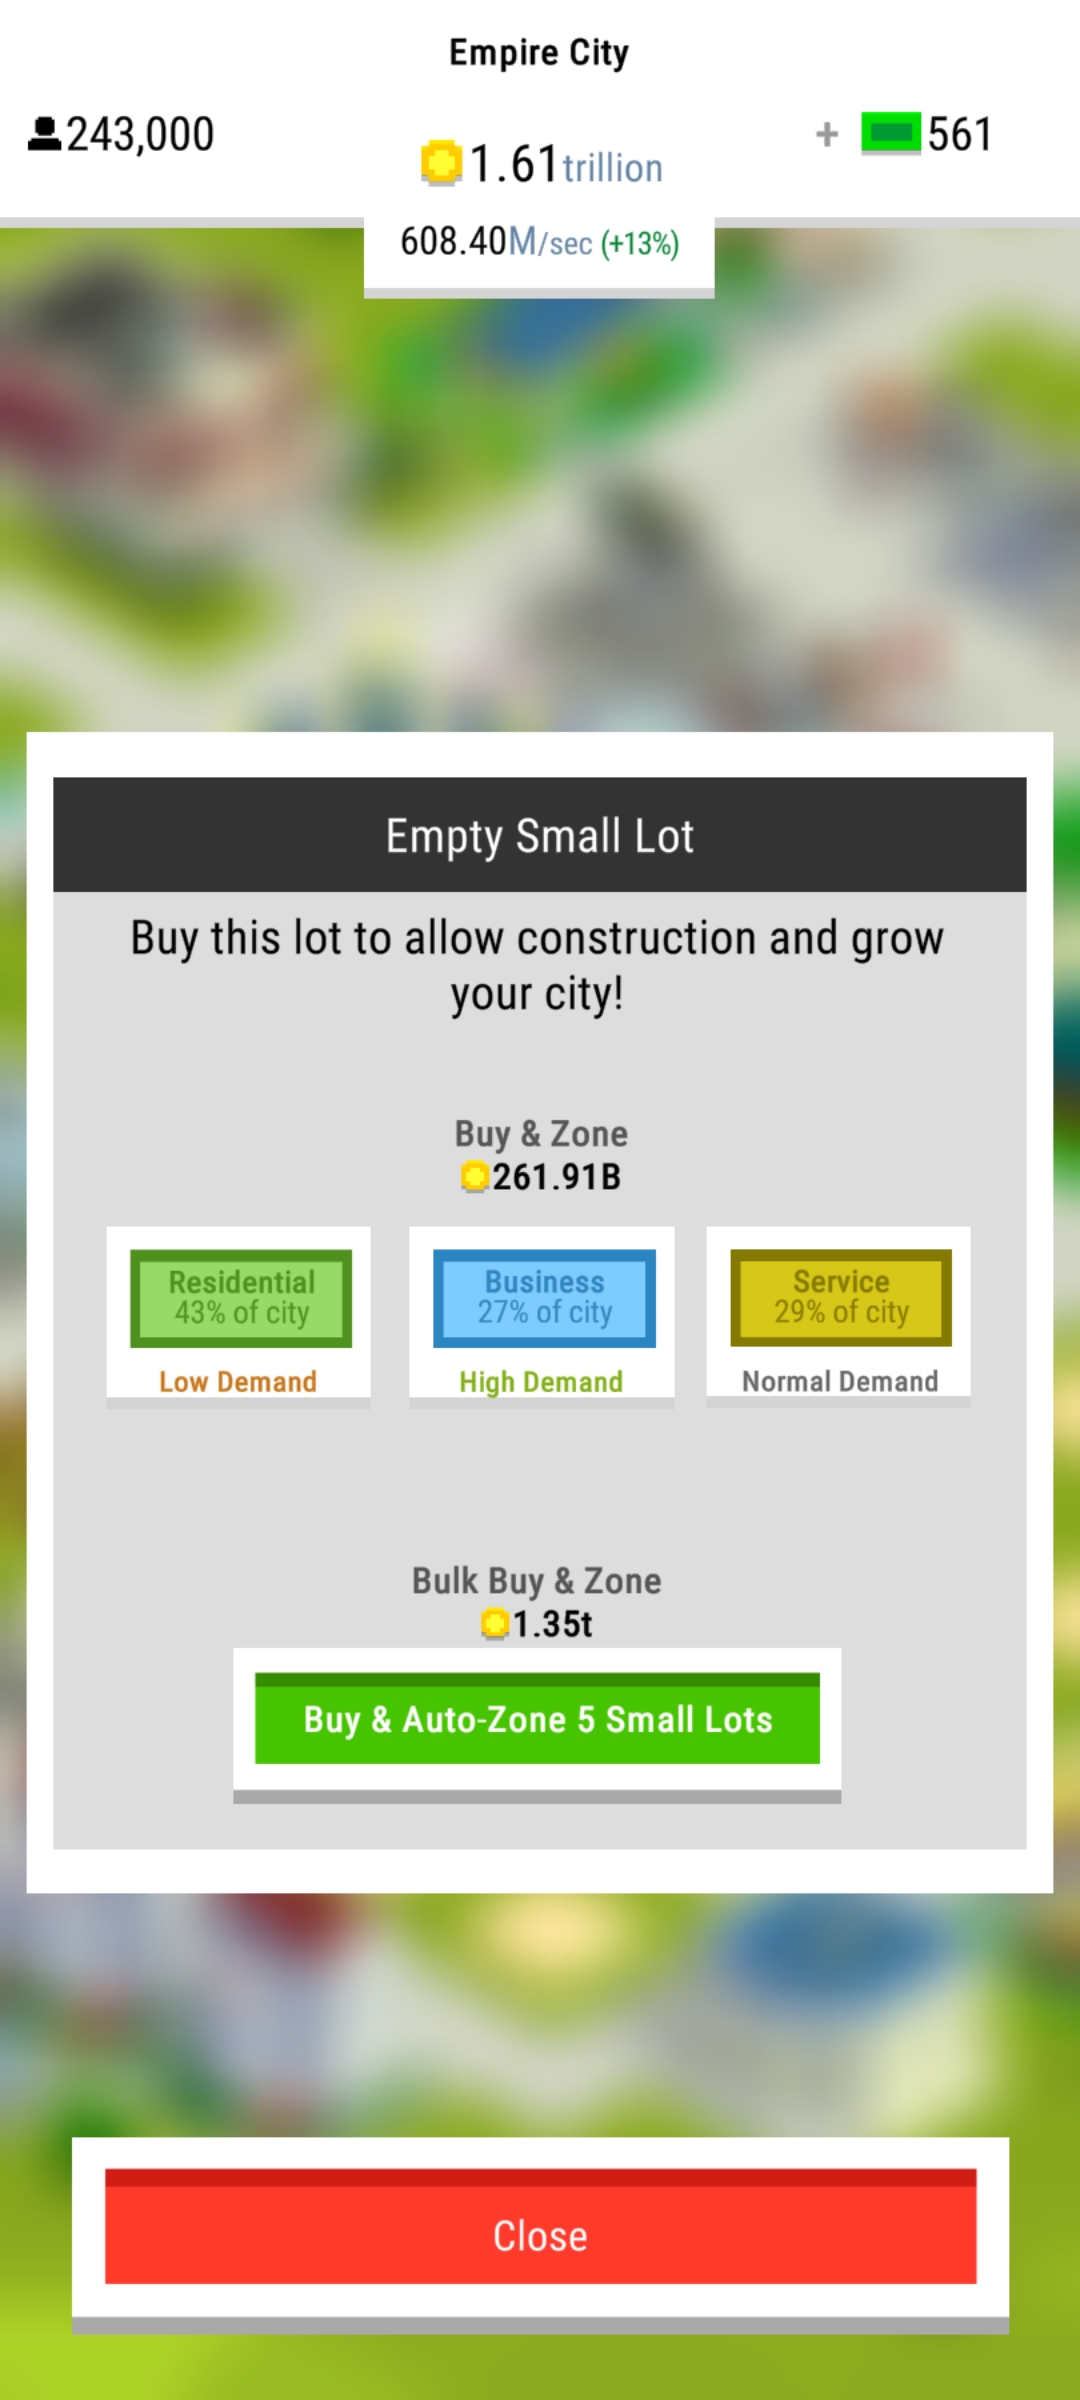 Empire City
243,000
1.61trillion
+ 561
608.40M/sec (+13%)
Empty Small Lot
Buy this lot to allow construction and grow
your city!
Buy & Zone
261.91B
Residential
43% of city
Low Demand
Business
27% of city
High Demand
Service
29% of city
Normal Demand
Bulk Buy & Zone
1.35t
Buy & Auto-Zone 5 Small Lots
Close